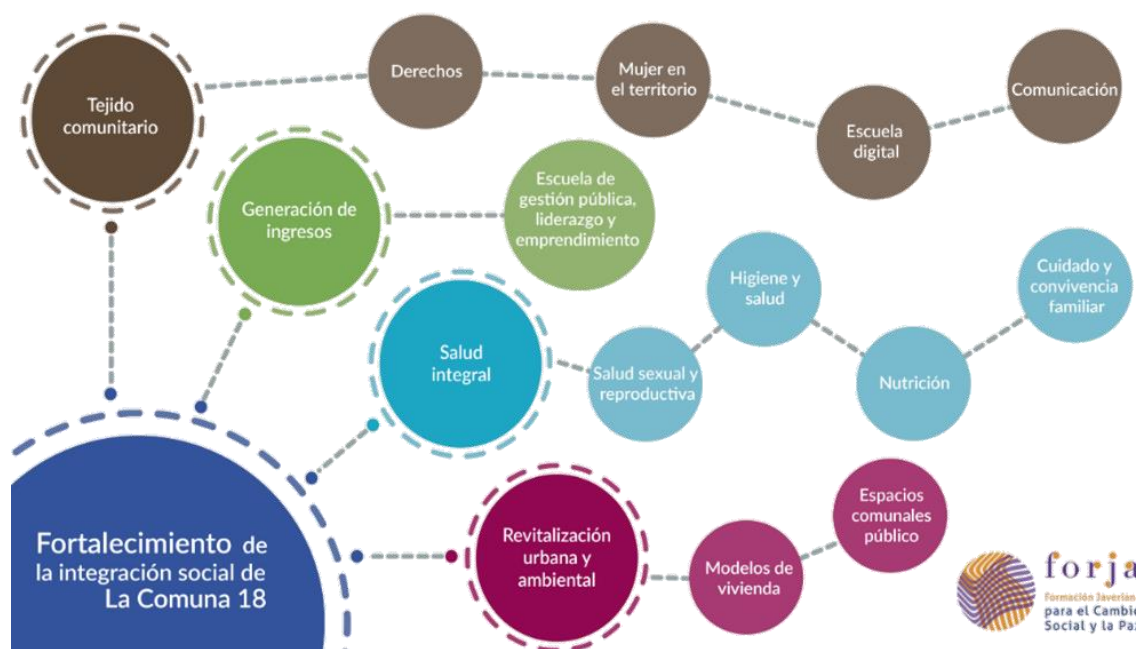 Tejido
comunitario
Derechos
Mujer en
el territorio
Escuela
digital
Comunicación
Generación de
ingresos
Escuela de
gestión pública,
liderazgo y
emprendimiento
Salud
integral
Salud sexual y
reproductiva
Higiene y
salud
Nutrición
Cuidado y
convivencia
familiar
Revitalización
urbana y
ambiental
Modelos de
vivienda
Espacios
comunales
público
Fortalecimiento de
la integración social de
La Comuna 18
forja
Formación Javerian
para el Cambio
Social y la Paz